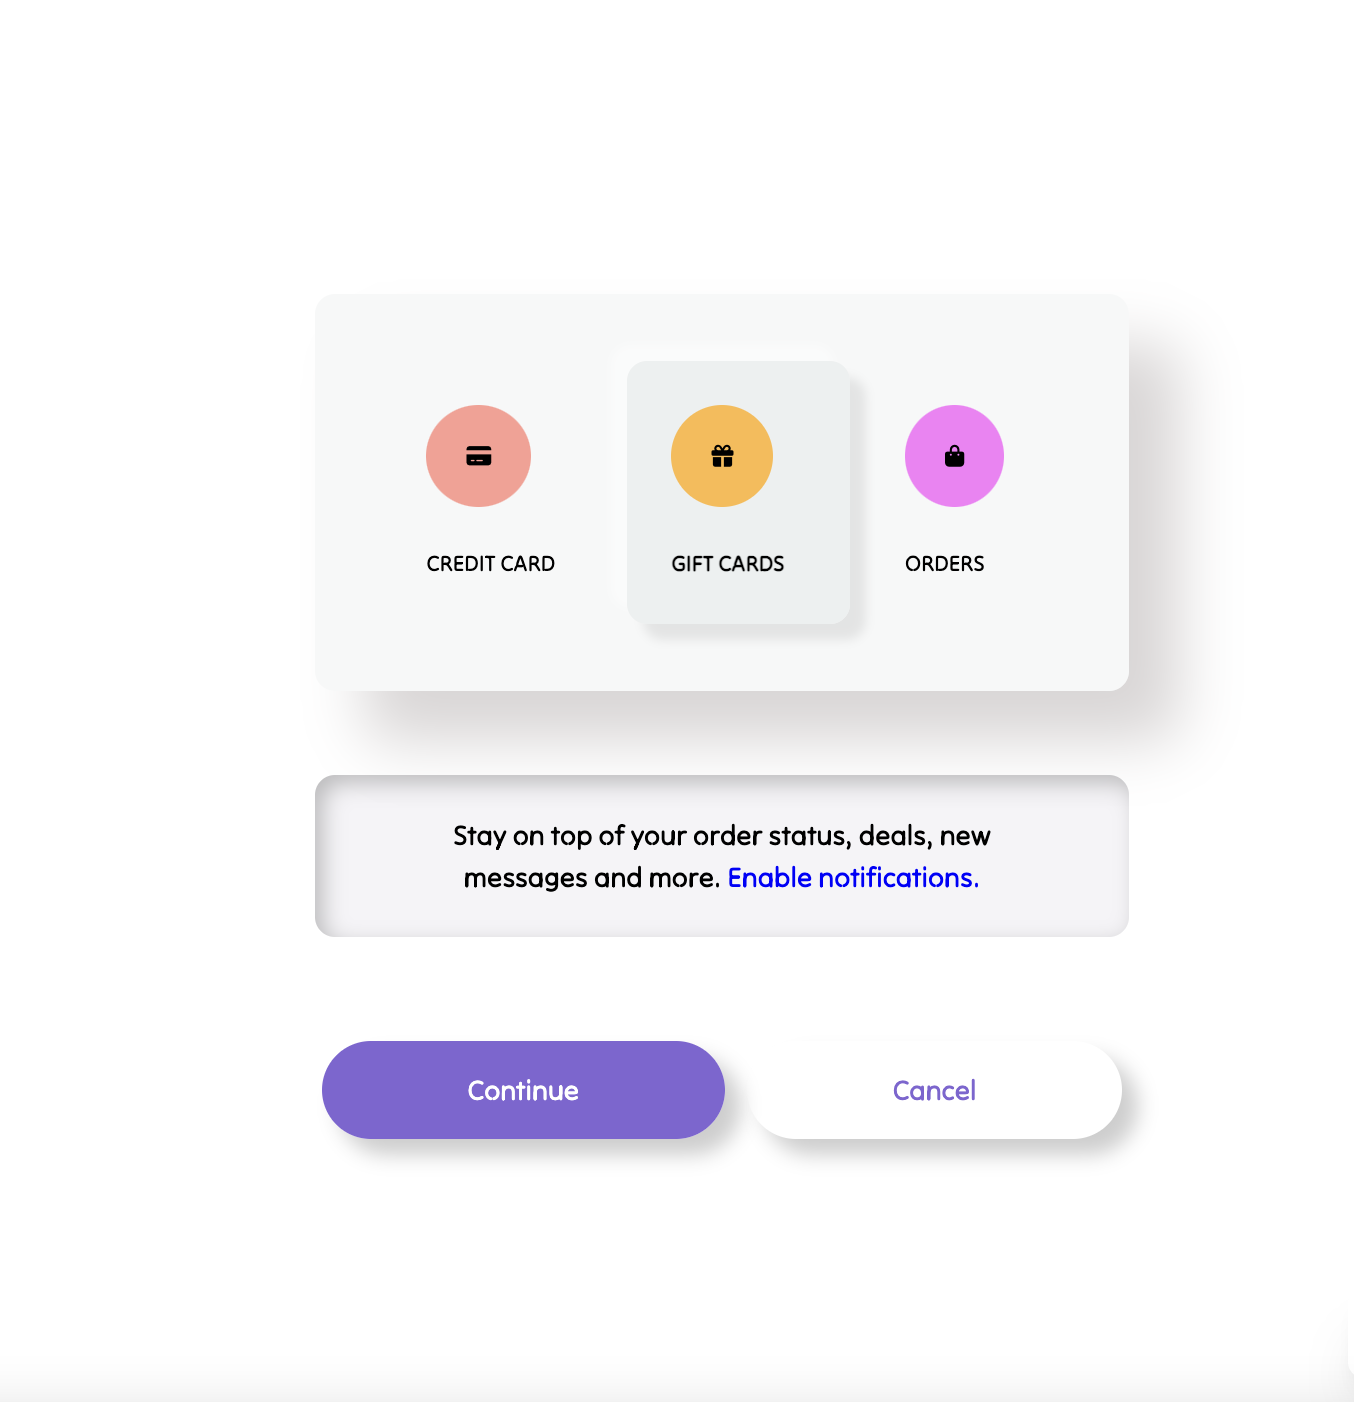 CREDIT CARD
GIFT CARDS
ORDERS
Stay on top of your order status, deals, new
messages and more. Enable notifications.
Continue
Cancel